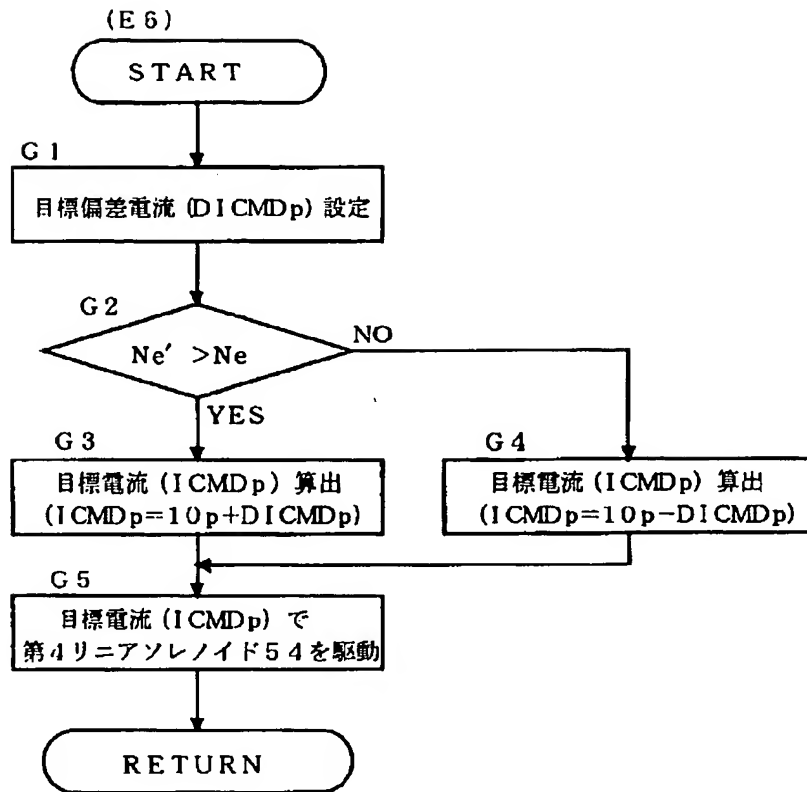 (E6)
START
G1
目標偏差電流(DICMDp)設定
G2
Ne′ >Ne
NO
YES
G3
目標電流(ICMDp)算出
(ICMDp=10p+DICMDp)
G4
目標電流(ICMDp)算出
(ICMDp=10p−DICMDp)
G5
目標電流(ICMDp)で
第4リニアソレノイド54を駆動
RETURN